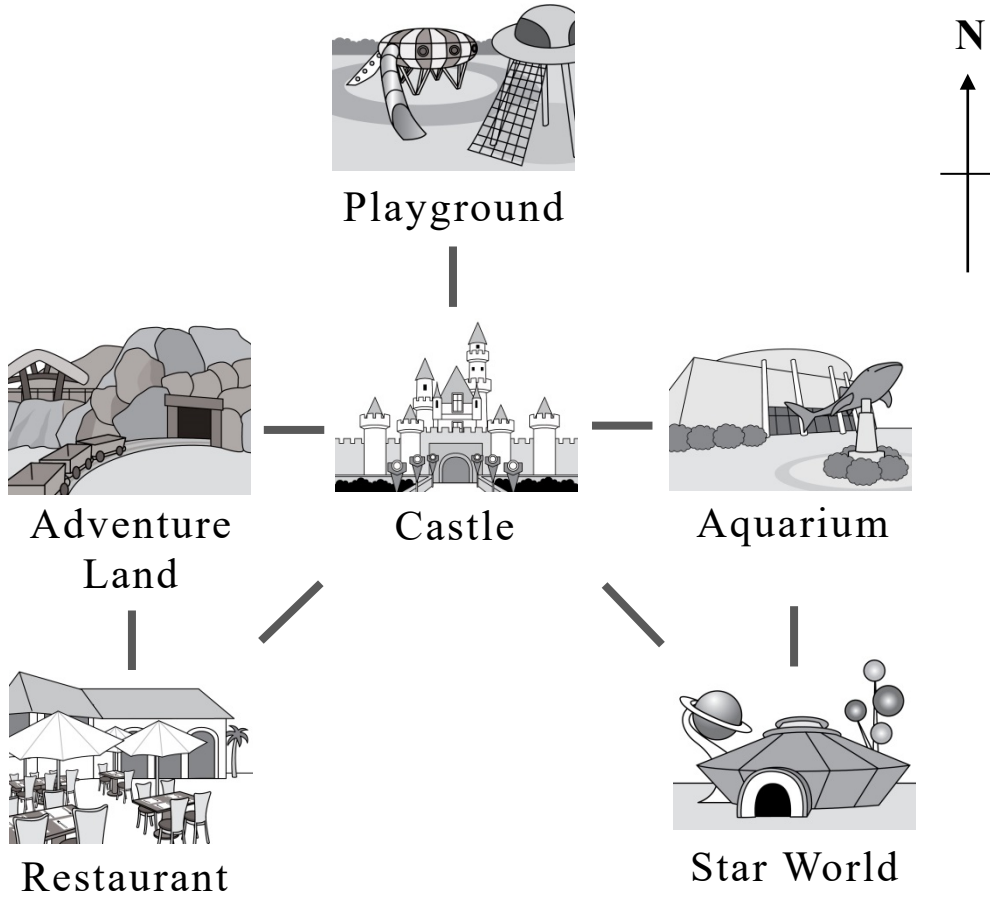 N
Playground
Adventure
Land
Castle
Aquarium
Restaurant
Star World